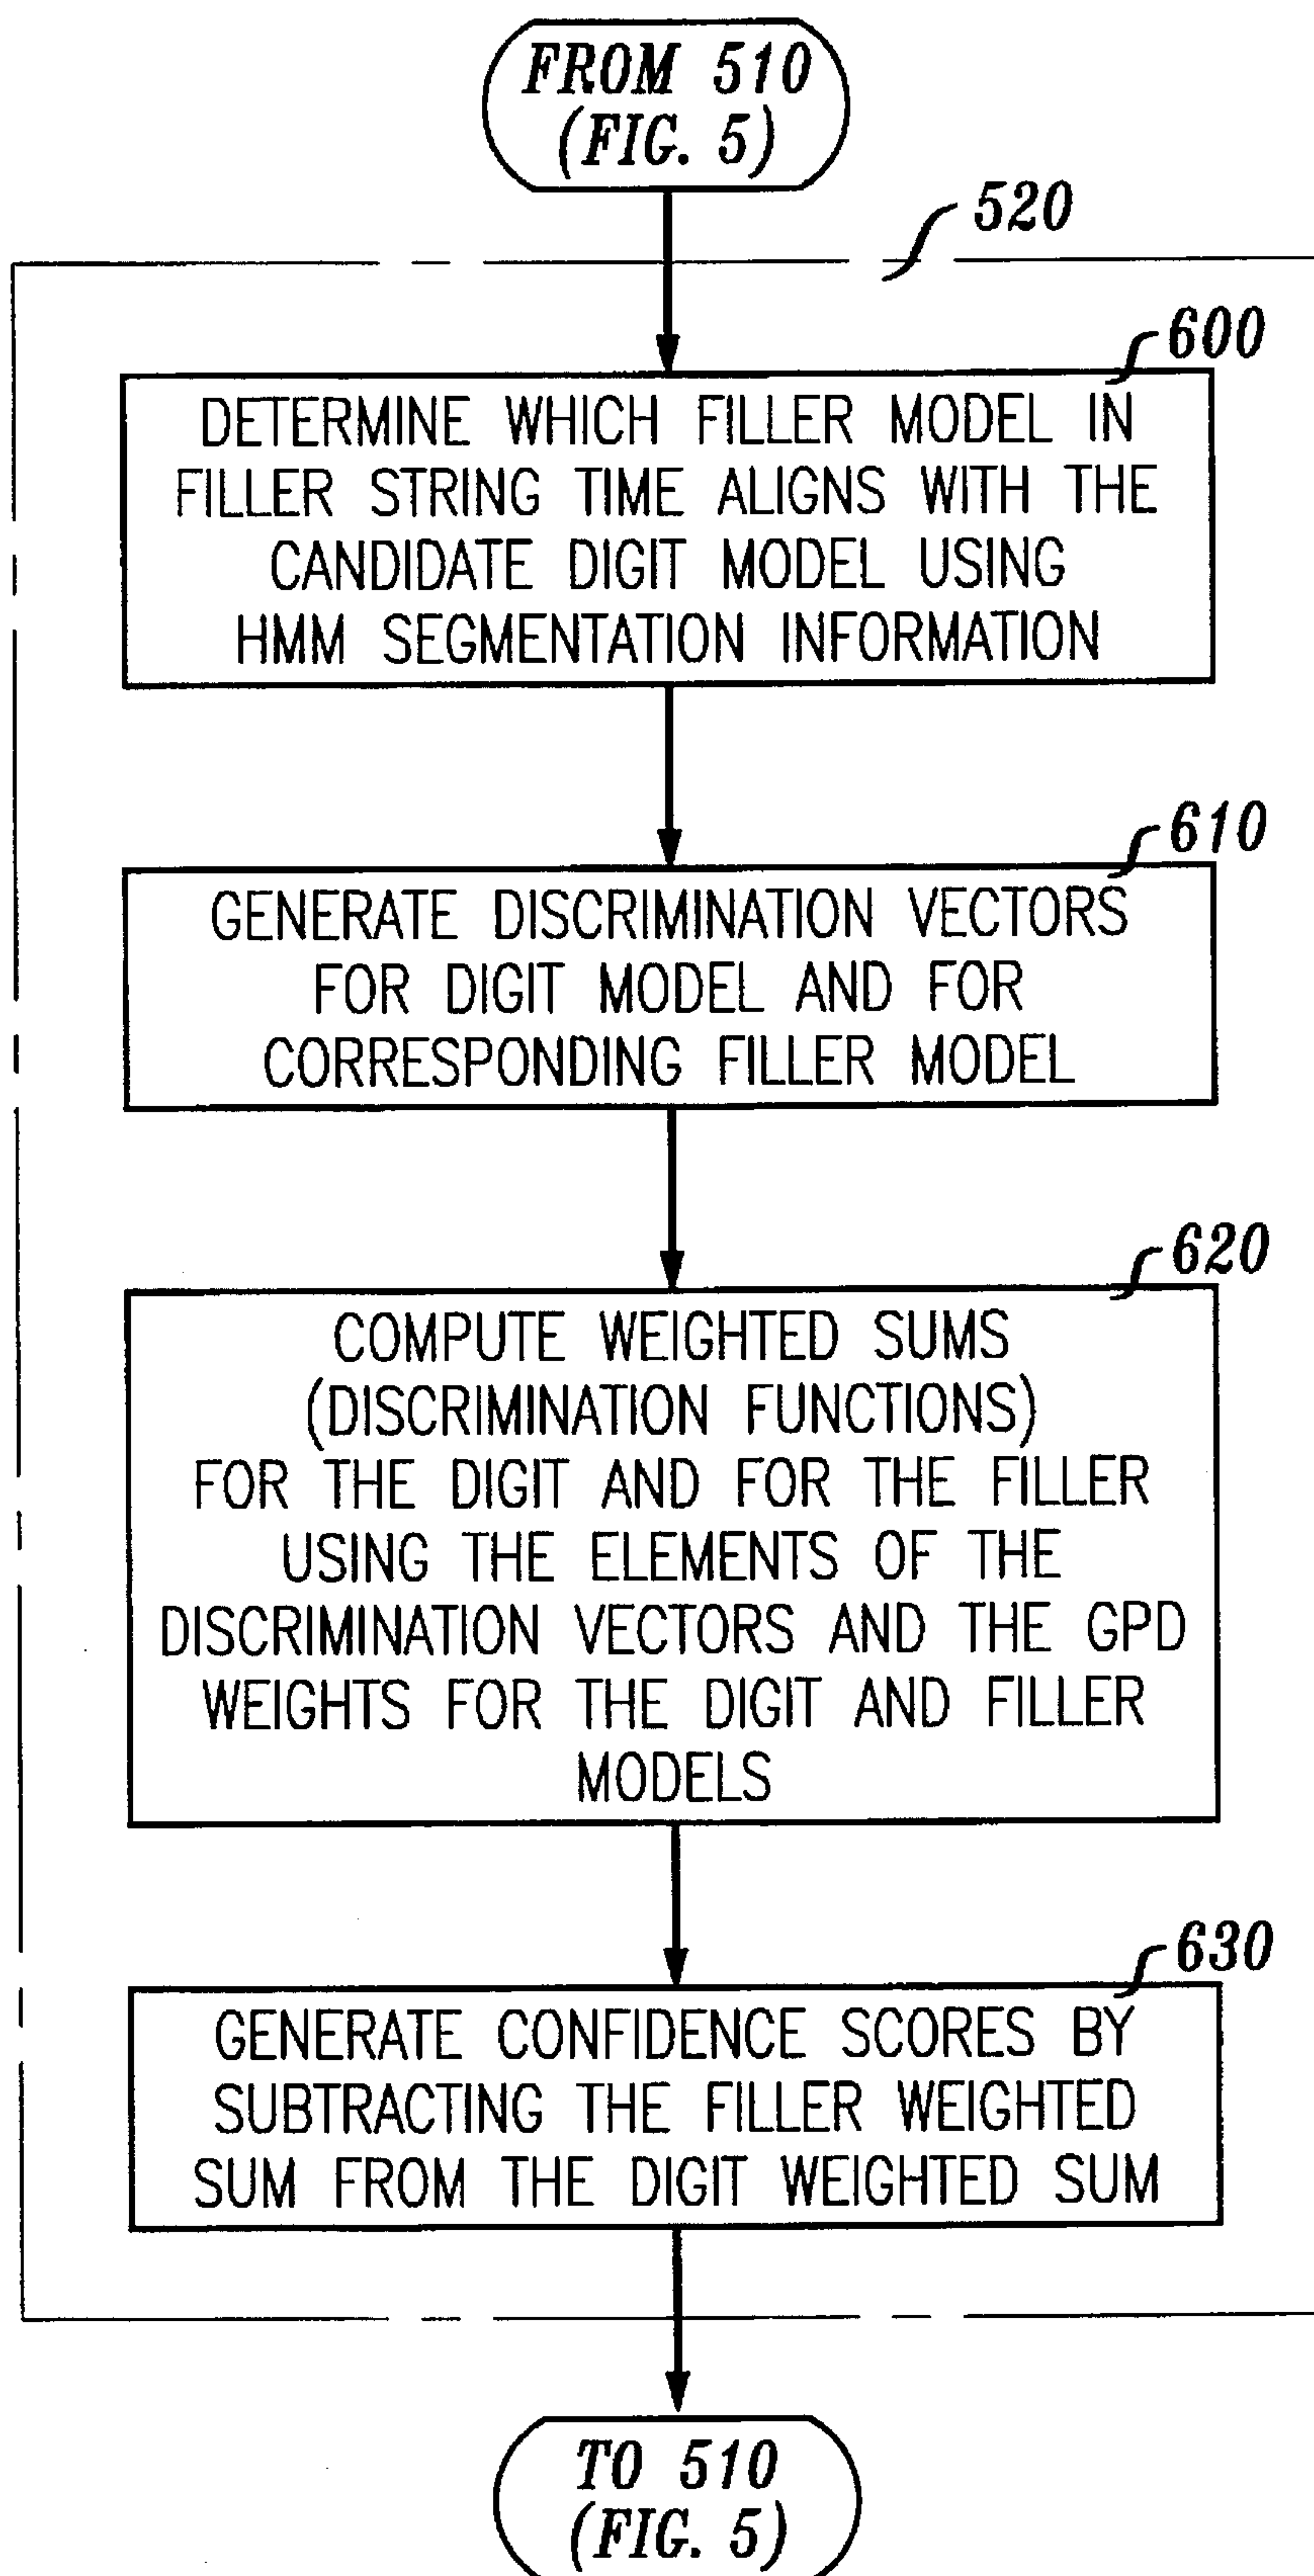 FROM 510
(FIG. 5)
520
600
DETERMINE WHICH FILLER MODEL IN
FILLER STRING TIME ALIGNS WITH THE
CANDIDATE DIGIT MODEL USING
HMM SEGMENTATION INFORMATION
610
GENERATE DISCRIMINATION VECTORS
FOR DIGIT MODEL AND FOR
CORRESPONDING FILLER MODEL
620
COMPUTE WEIGHTED SUMS
(DISCRIMINATION FUNCTIONS)
FOR THE DIGIT AND FOR THE FILLER
USING THE ELEMENTS OF THE
DISCRIMINATION VECTORS AND THE GPD
WEIGHTS FOR THE DIGIT AND FILLER
MODELS
630
GENERATE CONFIDENCE SCORES BY
SUBTRACTING THE FILLER WEIGHTED
SUM FROM THE DIGIT WEIGHTED SUM
TO 510
(FIG. 5)